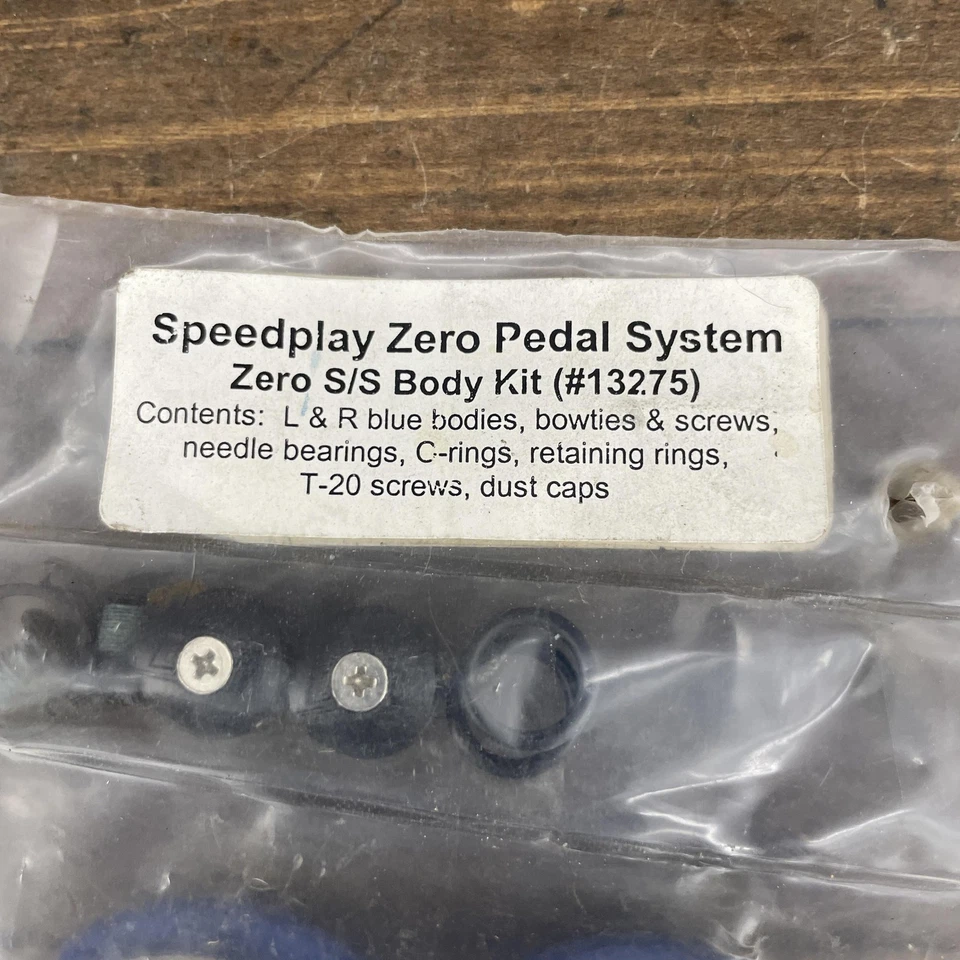 Speedplay Zero Pedal System
Zero S/S Body Kit (#13275)
Contents: L & R blue bodies, bowties & screws,
needle bearings, C-rings, retaining rings,
T-20 screws, dust caps